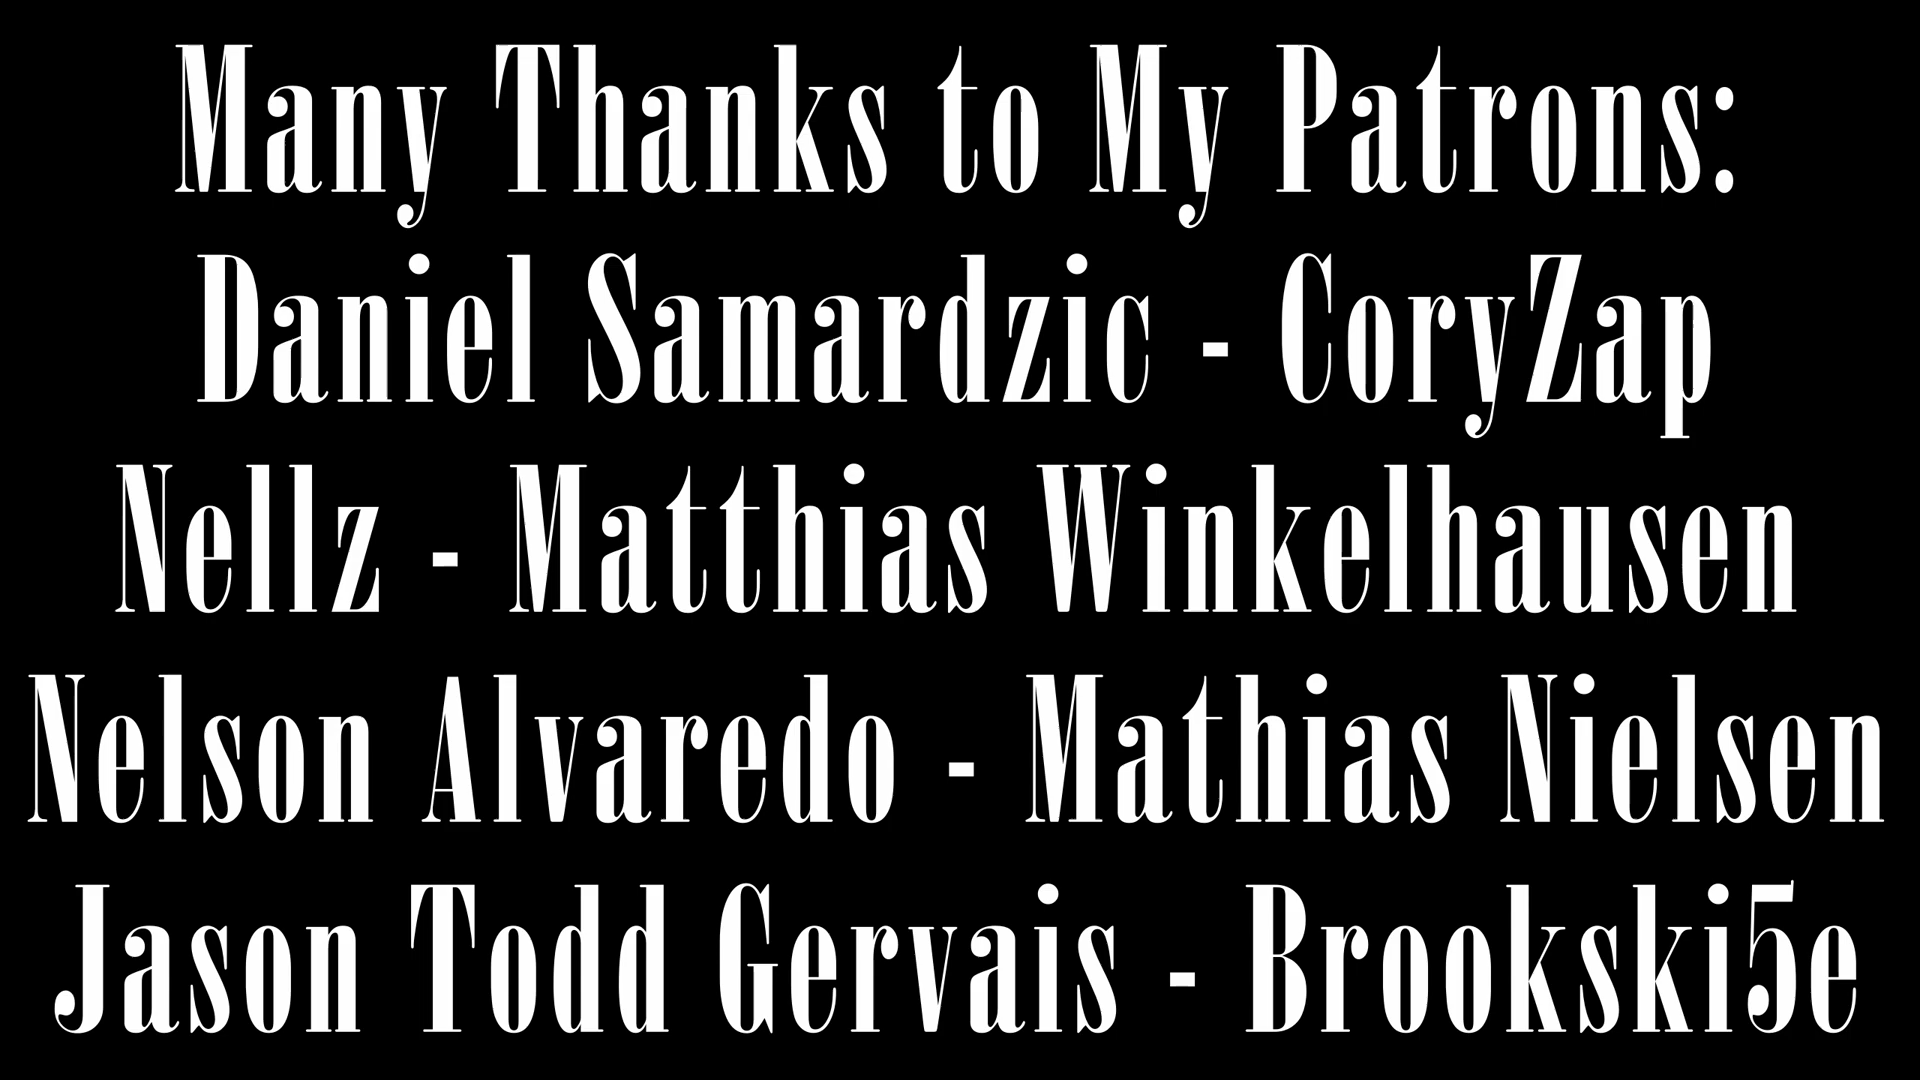 Many Thanks to My Patrons:
Daniel Samardzic - CoryZap
Nellz - Matthias Winkelhausen
Nelson Alvaredo - Mathias Nielsen
Jason Todd Gervais - Brookski5e